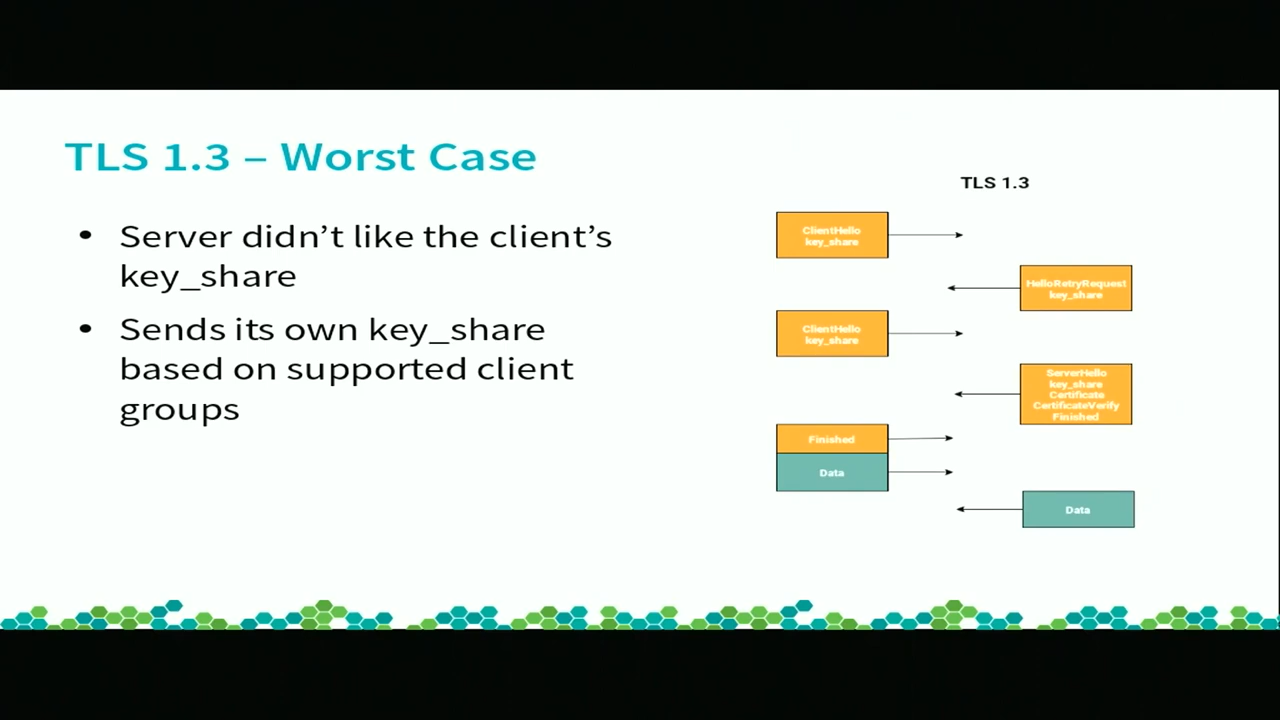 TLS 1.3 – Worst Case
• Server didn’t like the client’s
key_share
• Sends its own key_share
based on supported client
groups
TLS 1.3
ClientHello
key_share
HelloRetryRequest
key_share
ClientHello
key_share
ServerHello
key_share
Certificate
CertificateVerify
Finished
Finished
Data
Data